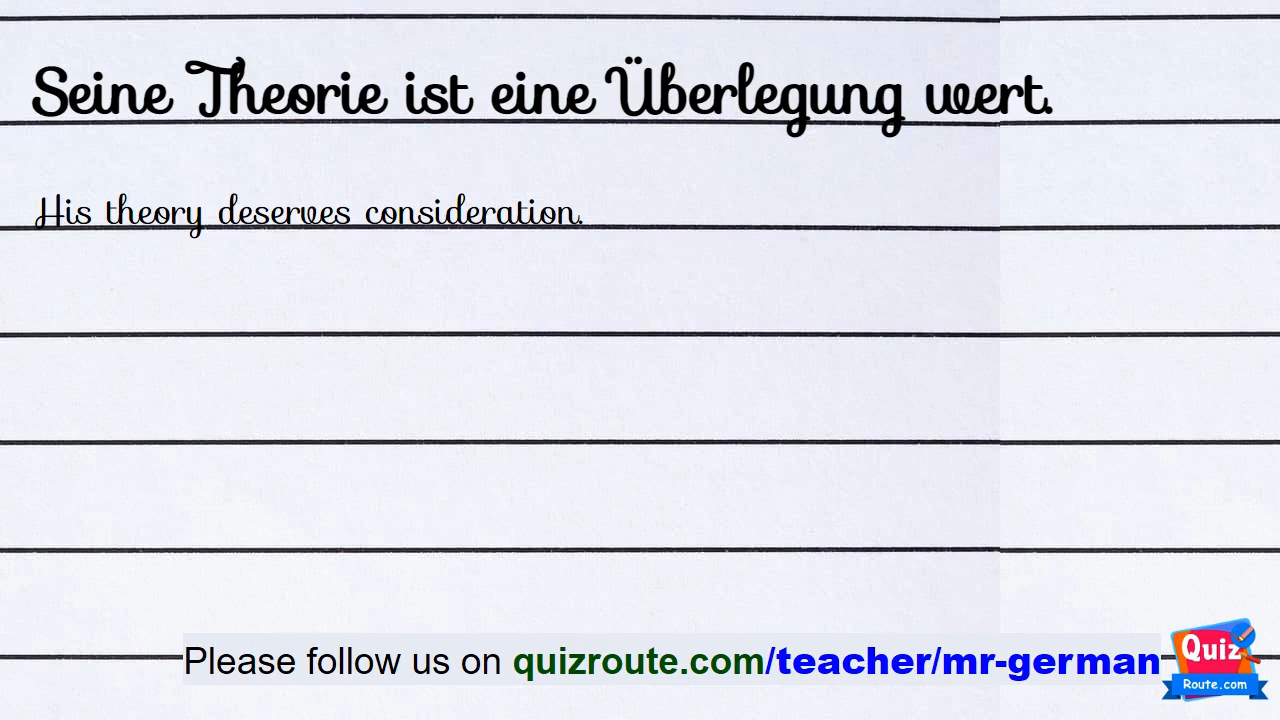 Seine Theorie ist eine Überlegung wert.
His theory deserves consideration.
Please follow us on quizroute.com/teacher/mr-german
Quiz
Route.com